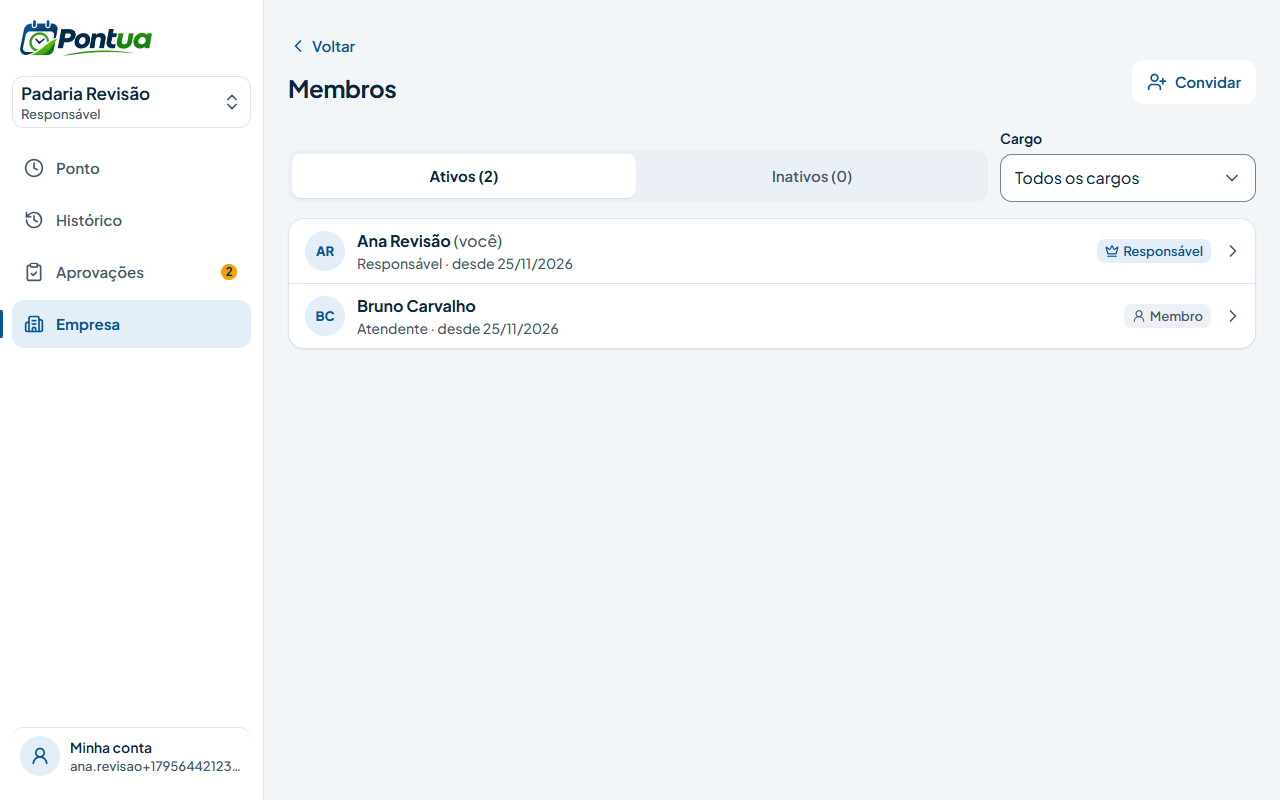 Pontua
Padaria Revisão
Responsável
Ponto
Histórico
Aprovações
2
Empresa
Minha conta
ana.revisao+17956442123…
Voltar
Membros
Convidar
Cargo
Ativos (2)
Inativos (0)
Todos os cargos
AR
Ana Revisão (você)
Responsável · desde 25/11/2026
Responsável
BC
Bruno Carvalho
Atendente · desde 25/11/2026
Membro